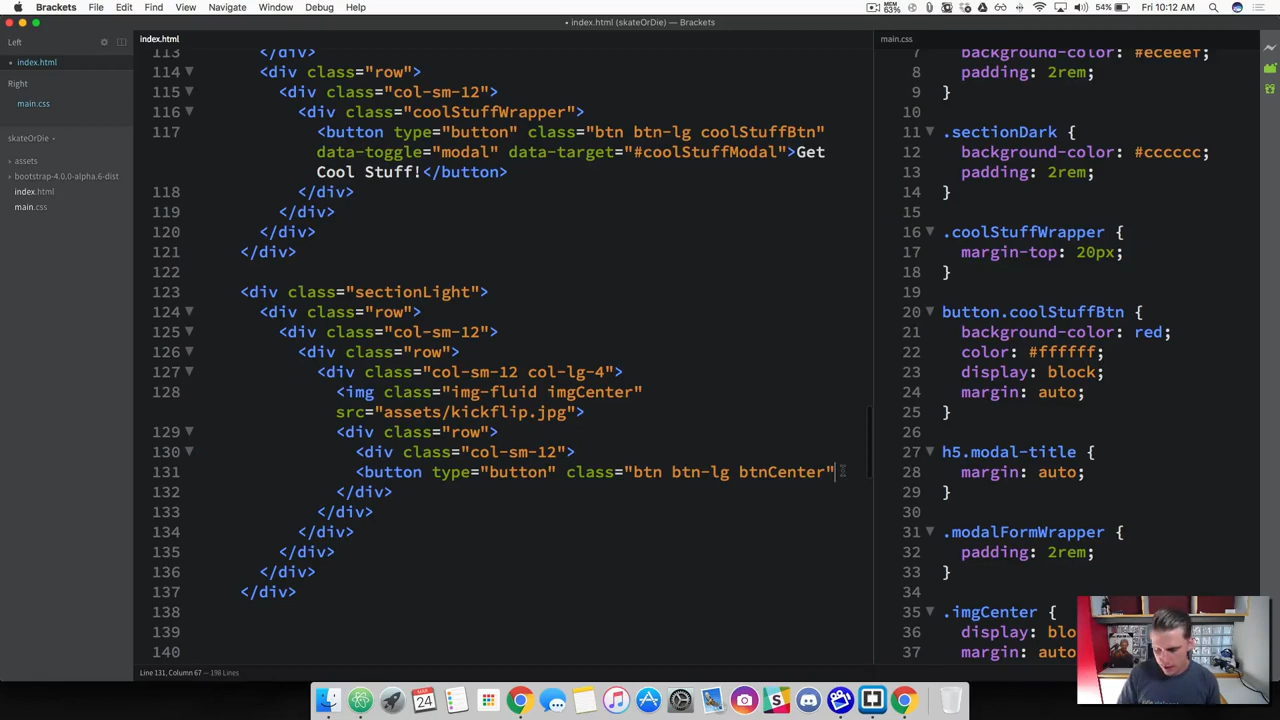 Brackets File Edit Find View Navigate Window Debug Help
MEM 63% 54% Fri 10:12 AM
• index.html (skateOrDie) — Brackets
Left
index.html
Right
main.css
skateOrDie
assets
bootstrap-4.0.0-alpha.6-dist
index.html
main.css
index.html
113 </div>
114 <div class="row">
115 <div class="col-sm-12">
116 <div class="coolStuffWrapper">
117 <button type="button" class="btn btn-lg coolStuffBtn"
data-toggle="modal" data-target="#coolStuffModal">Get
Cool Stuff!</button>
118 </div>
119 </div>
120 </div>
121 </div>
122
123 <div class="sectionLight">
124 <div class="row">
125 <div class="col-sm-12">
126 <div class="row">
127 <div class="col-sm-12 col-lg-4">
128 <img class="img-fluid imgCenter"
src="assets/kickflip.jpg">
129 <div class="row">
130 <div class="col-sm-12">
131 <button type="button" class="btn btn-lg btnCenter"
132 </div>
133 </div>
134 </div>
135 </div>
136 </div>
137 </div>
138
139
140
main.css
7 background-color: #eceeef;
8 padding: 2rem;
9 }
10
11 .sectionDark {
12 background-color: #cccccc;
13 padding: 2rem;
14 }
15
16 .coolStuffWrapper {
17 margin-top: 20px;
18 }
19
20 button.coolStuffBtn {
21 background-color: red;
22 color: #ffffff;
23 display: block;
24 margin: auto;
25 }
26
27 h5.modal-title {
28 margin: auto;
29 }
30
31 .modalFormWrapper {
32 padding: 2rem;
33 }
34
35 .imgCenter {
36 display: blo
37 margin: auto
Line 131, Column 67 — 198 Lines
24